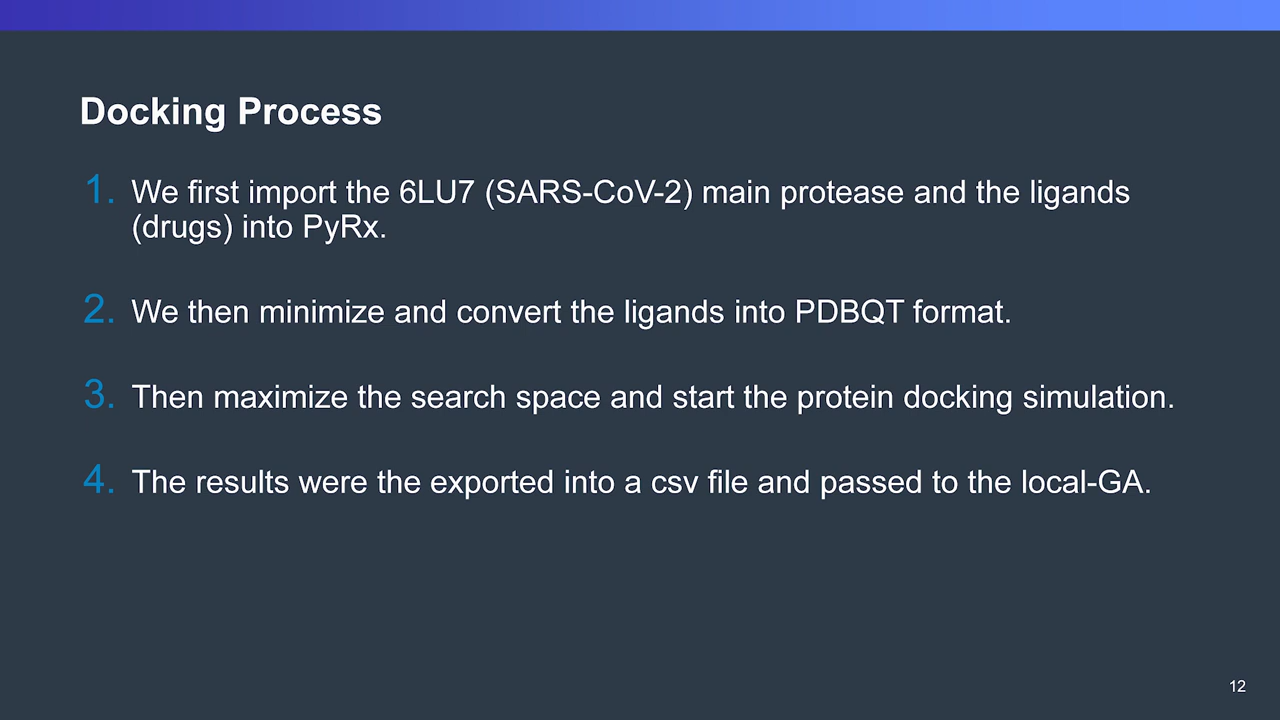 Docking Process
1. We first import the 6LU7 (SARS-CoV-2) main protease and the ligands
(drugs) into PyRx.
2. We then minimize and convert the ligands into PDBQT format.
3. Then maximize the search space and start the protein docking simulation.
4. The results were the exported into a csv file and passed to the local-GA.
12